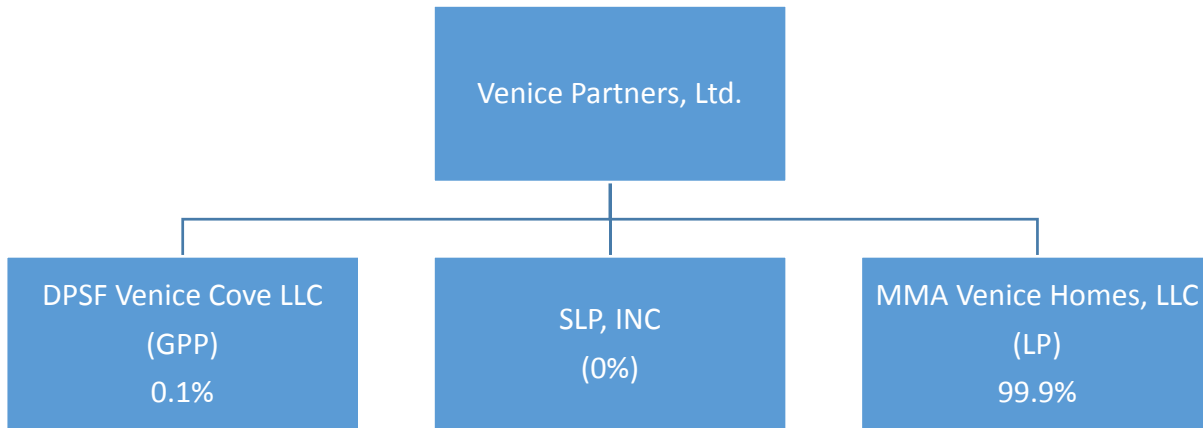 Venice Partners, Ltd.
DPSF Venice Cove LLC
(GPP)
0.1%
SLP, INC
(0%)
MMA Venice Homes, LLC
(LP)
99.9%